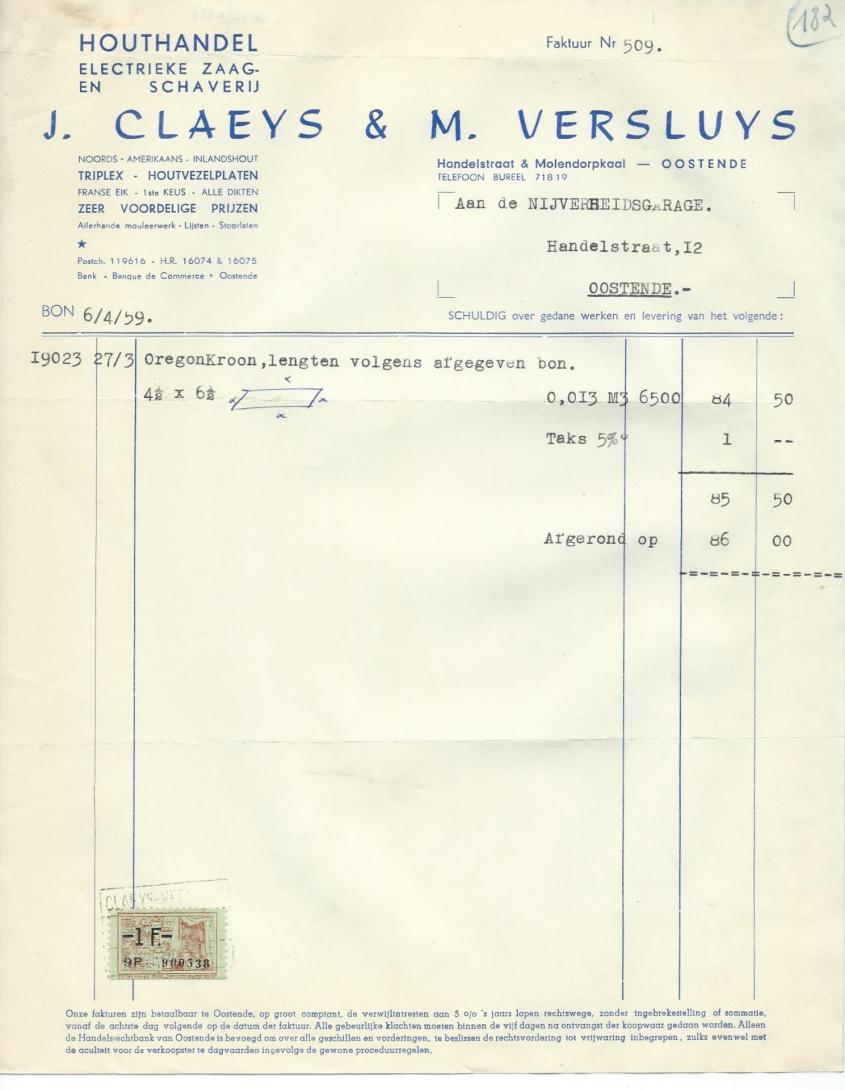 182
HOUTHANDEL
ELECTRIEKE ZAAG-
EN SCHAVERIJ
Faktuur Nr 509.
J. CLAEYS & M. VERSLUYS
NOORDS - AMERIKAANS - INLANDSHOUT
TRIPLEX - HOUTVEZELPLATEN
FRANSE EIK - 1ste KEUS - ALLE DIKTEN
ZEER VOORDELIGE PRIJZEN
Allerhande mouleerwerk - Lijsten - Stoorlaten
★
Postch. 119616 - H.R. 16074 & 16075
Bank - Banque de Commerce - Oostende
Handelstraat & Molendorpkaai — OOSTENDE
TELEFOON BUREEL 71819
Aan de NIJVERHEIDSGARAGE.
Handelstraat,I2
OOSTENDE.-
BON 6/4/59.
SCHULDIG over gedane werken en levering van het volgende :
I9023 27/3 OregonKroon,lengten volgens afgegeven bon.
4½ x 6½
0,0I3 M3 6500 84 50
Taks 5% 1 --
85 50
Afgerond op 86 00
-=-=-=-=-=-=-=-=
CLAEYS-VE
-1 F.-
9P 900538
Onze fakturen zijn betaalbaar te Oostende, op groot comptant, de verwijlintresten aan 5 o/o 's jaars lopen rechtswege, zonder ingebrekestelling of sommatie,
vanaf de achtste dag volgende op de datum der faktuur. Alle gebeurlijke klachten moeten binnen de vijf dagen na ontvangst der koopwaar gedaan worden. Alleen
de Handelsrechtbank van Oostende is bevoegd om over alle geschillen en vorderingen, te beslissen de rechtsvordering tot vrijwaring inbegrepen, zulks evenwel met
de aculteit voor de verkoopster te dagvaarden ingevolge de gewone proceduurregelen.